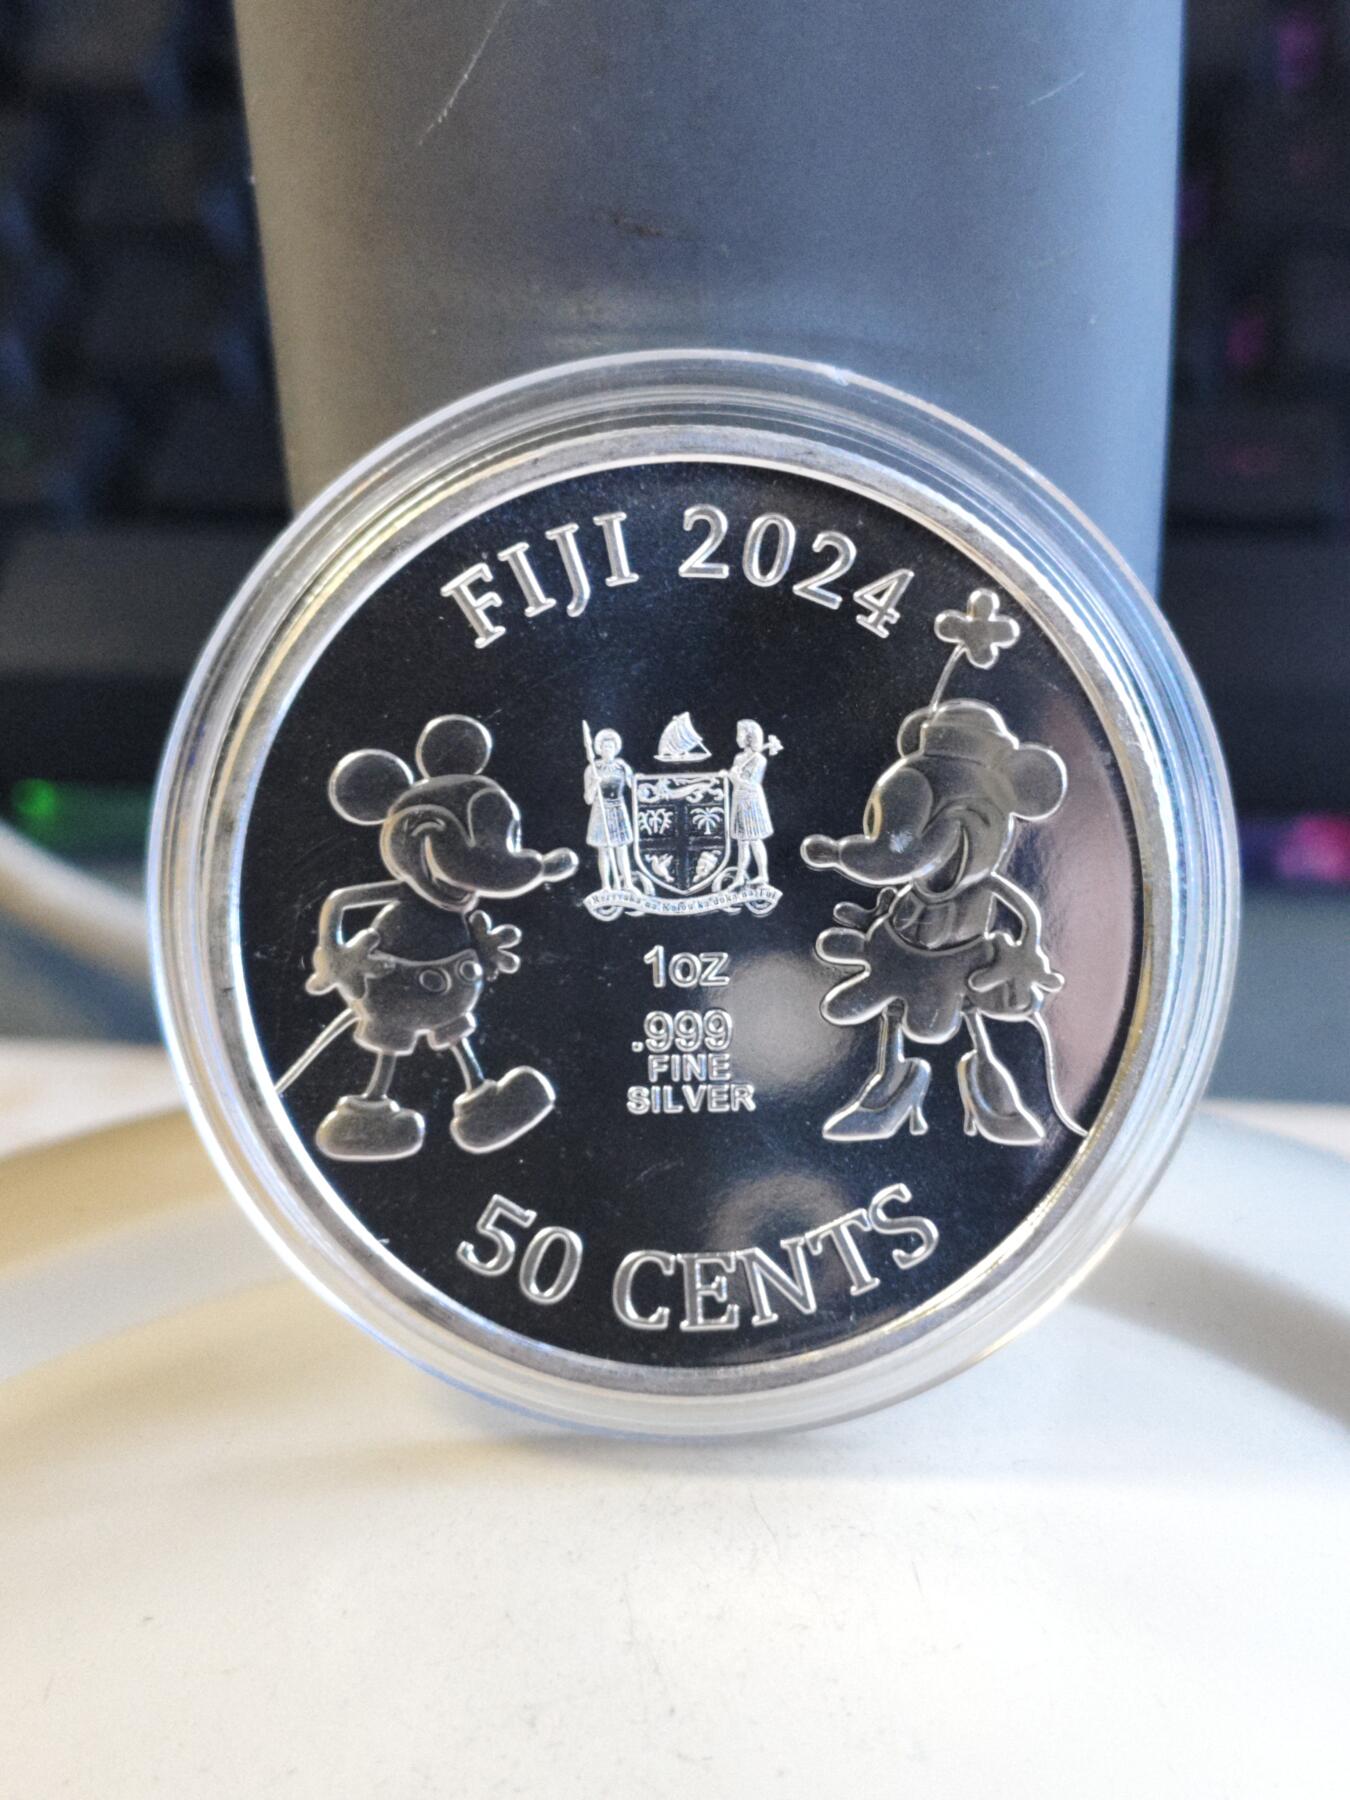 FIJI 2024
1oz
.999
FINE
SILVER
50 CENTS